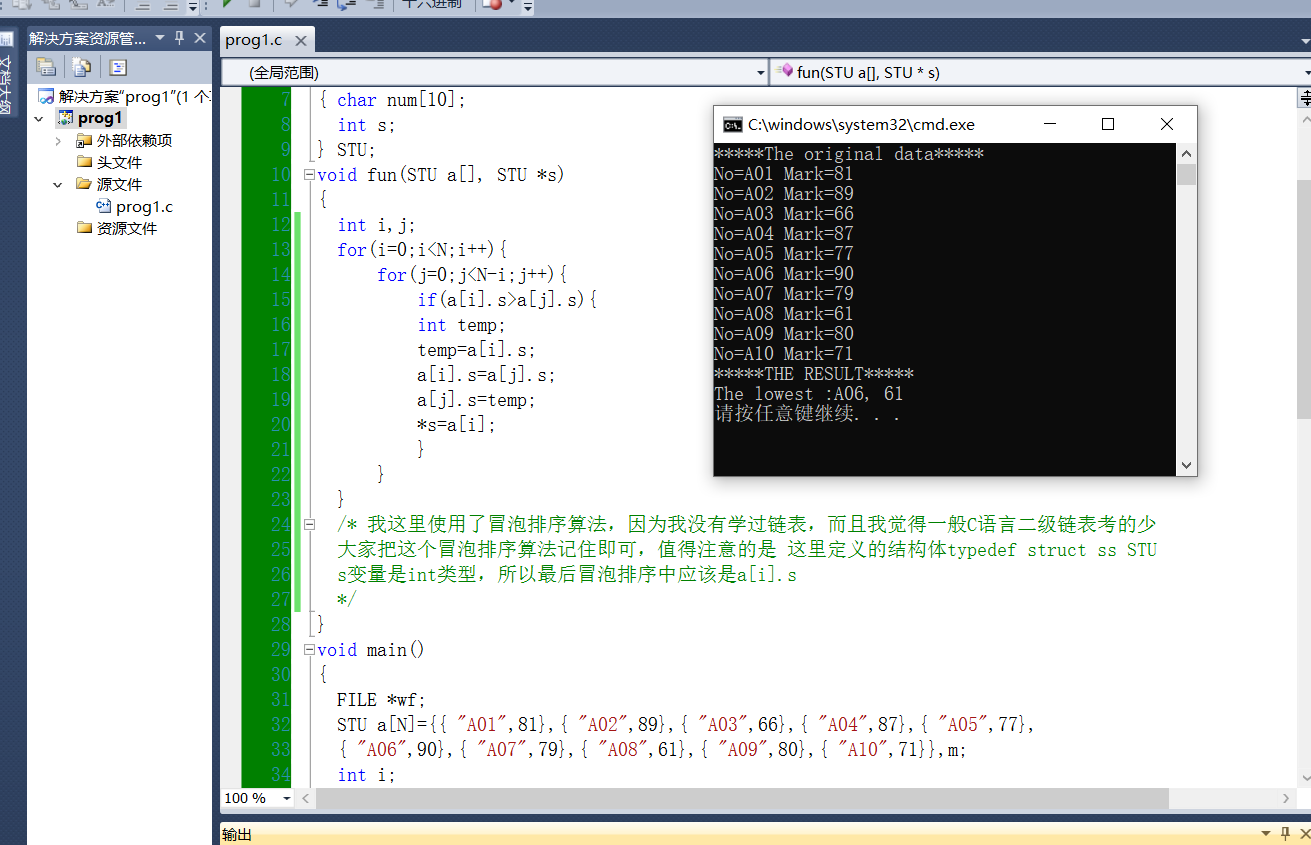 十六进制
解决方案资源管...
文档大纲
解决方案"prog1"(1 个
prog1
外部依赖项
头文件
源文件
prog1.c
资源文件
prog1.c
(全局范围)
fun(STU a[], STU * s)
7 { char num[10];
8 int s;
9 } STU;
10 void fun(STU a[], STU *s)
11 {
12 int i,j;
13 for(i=0;i<N;i++){
14 for(j=0;j<N-i;j++){
15 if(a[i].s>a[j].s){
16 int temp;
17 temp=a[i].s;
18 a[i].s=a[j].s;
19 a[j].s=temp;
20 *s=a[i];
21 }
22 }
23 }
24 /* 我这里使用了冒泡排序算法，因为我没有学过链表，而且我觉得一般C语言二级链表考的少
25 大家把这个冒泡排序算法记住即可，值得注意的是 这里定义的结构体typedef struct ss STU
26 s变量是int类型，所以最后冒泡排序中应该是a[i].s
27 */
28 }
29 void main()
30 {
31 FILE *wf;
32 STU a[N]={{ "A01",81},{ "A02",89},{ "A03",66},{ "A04",87},{ "A05",77},
33 { "A06",90},{ "A07",79},{ "A08",61},{ "A09",80},{ "A10",71}},m;
34 int i;
100 %
输出
C:\windows\system32\cmd.exe
*****The original data*****
No=A01 Mark=81
No=A02 Mark=89
No=A03 Mark=66
No=A04 Mark=87
No=A05 Mark=77
No=A06 Mark=90
No=A07 Mark=79
No=A08 Mark=61
No=A09 Mark=80
No=A10 Mark=71
*****THE RESULT*****
The lowest :A06, 61
请按任意键继续. . .